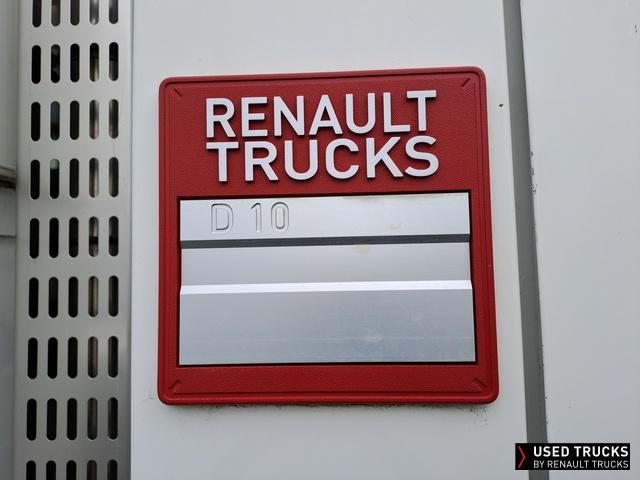 RENAULT
TRUCKS
D 10
USED TRUCKS
BY RENAULT TRUCKS